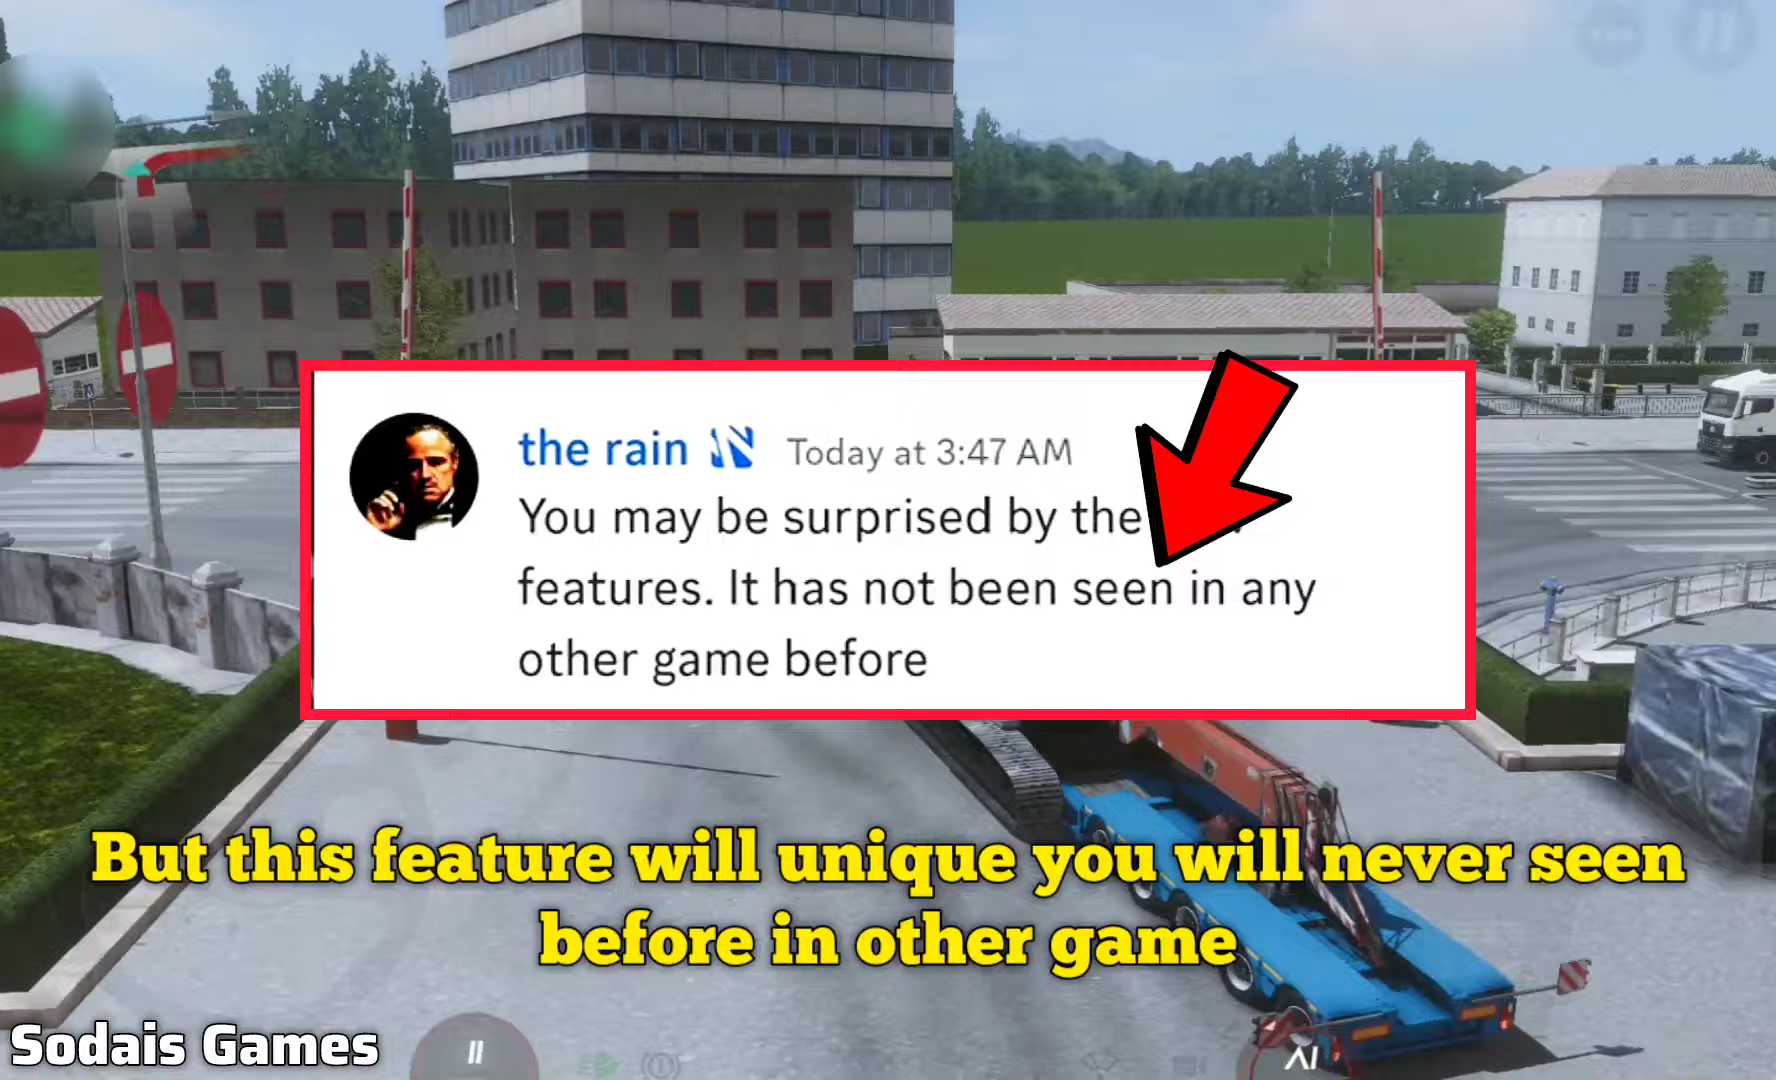 the rain Today at 3:47 AM
You may be surprised by the
features. It has not been seen in any
other game before
But this feature will unique you will never seen
before in other game
Sodais Games
AI